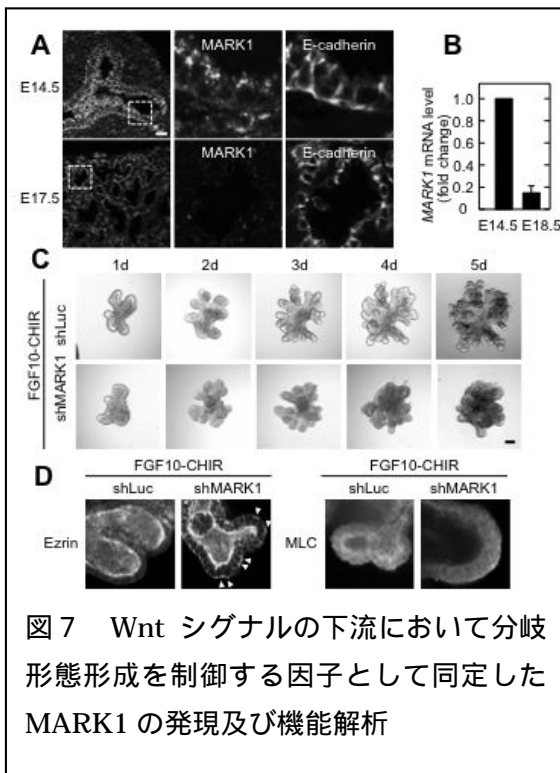 A
MARK1
E-cadherin
E14.5
MARK1
E-cadherin
E17.5
B
MARK1 mRNA level
(fold change)
1.0
0.8
0.6
0.4
0.2
0
E14.5 E18.5
C
1d 2d 3d 4d 5d
FGF10-CHIR
shLuc
shMARK1
D
FGF10-CHIR
shLuc shMARK1
Ezrin
FGF10-CHIR
shLuc shMARK1
MLC
図７ Wnt シグナルの下流において分岐
形態形成を制御する因子として同定した
MARK1 の発現及び機能解析